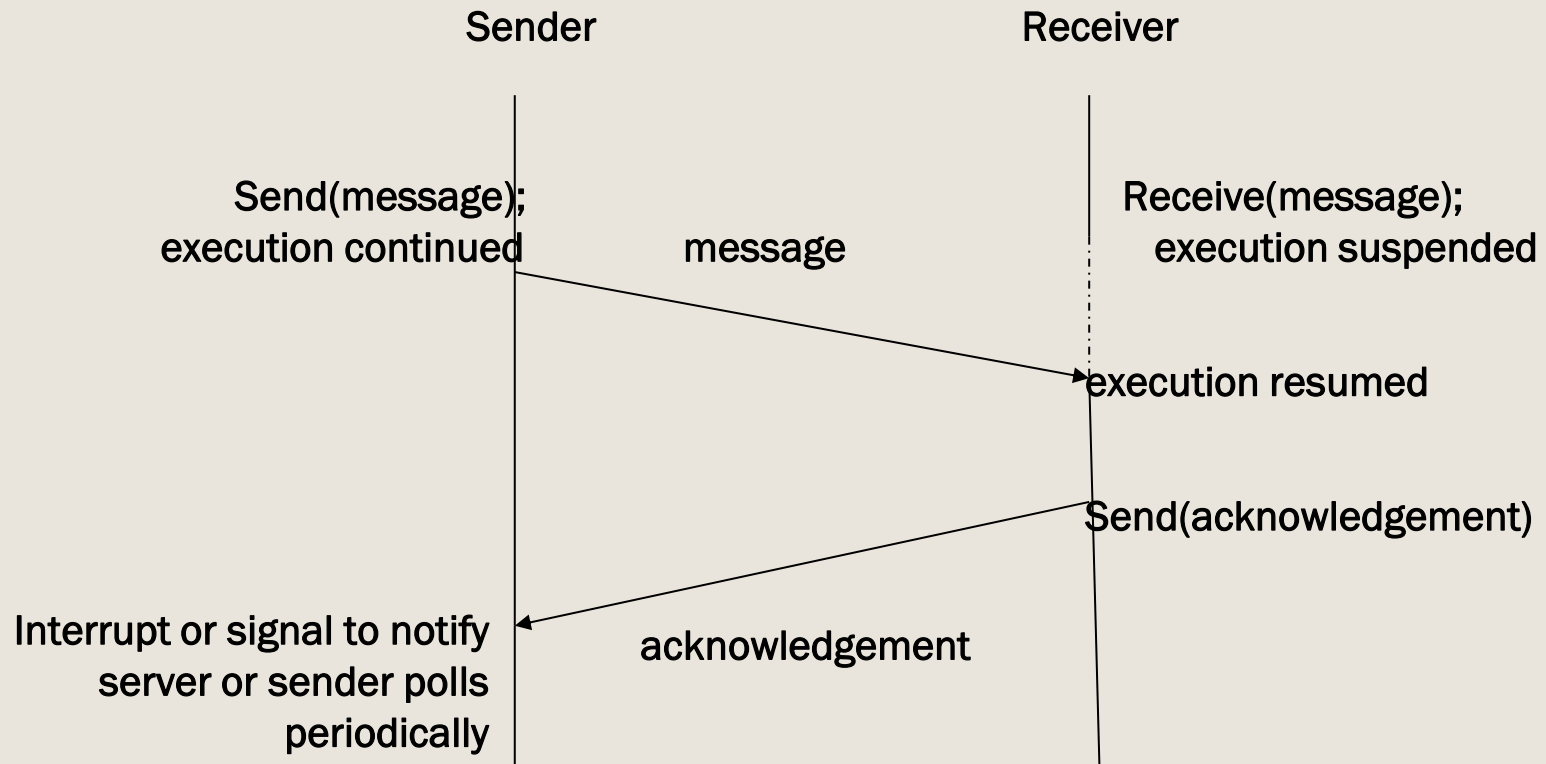 Sender
Receiver
Send(message);
execution continued
message
Receive(message);
execution suspended
execution resumed
Send(acknowledgement)
Interrupt or signal to notify
server or sender polls
periodically
acknowledgement